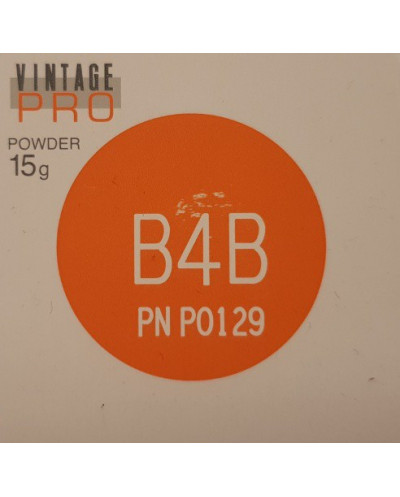 VINTAGE
PRO
POWDER
15g
B4B
PN P0129